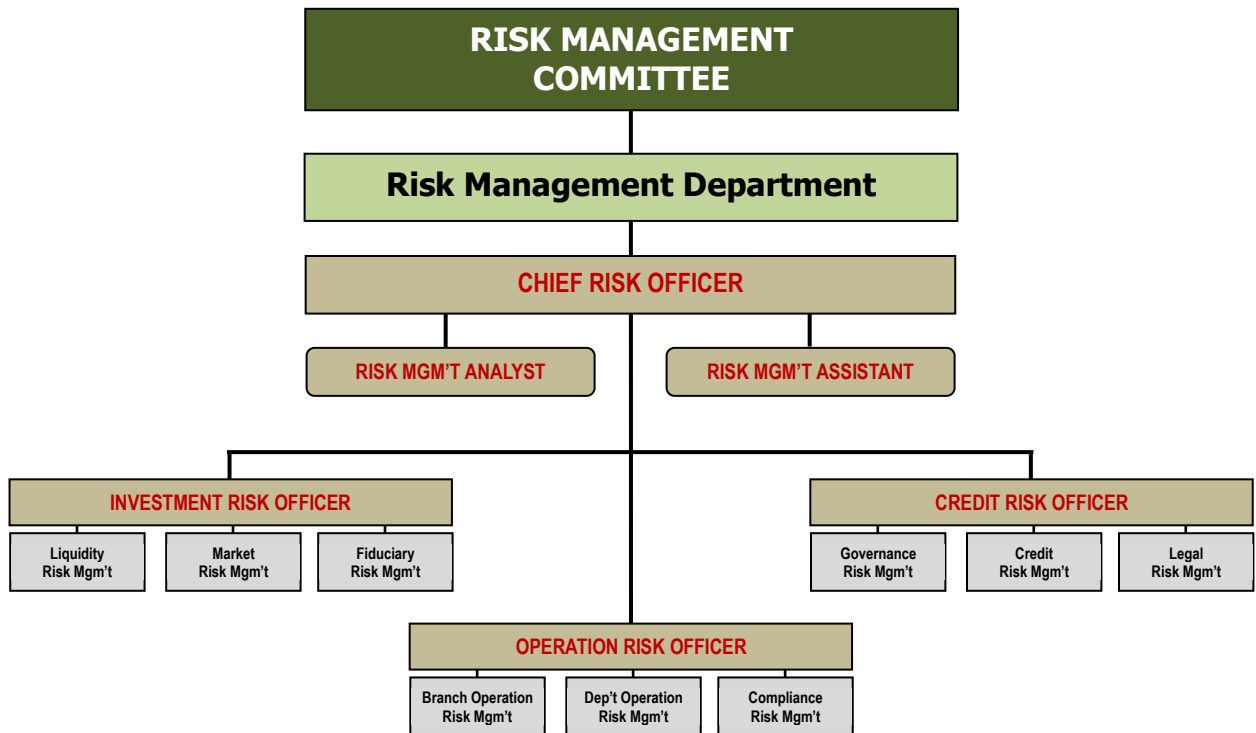 RISK MANAGEMENT
COMMITTEE
Risk Management Department
CHIEF RISK OFFICER
RISK MGM’T ANALYST
RISK MGM’T ASSISTANT
INVESTMENT RISK OFFICER
Liquidity
Risk Mgm’t
Market
Risk Mgm’t
Fiduciary
Risk Mgm’t
CREDIT RISK OFFICER
Governance
Risk Mgm’t
Credit
Risk Mgm’t
Legal
Risk Mgm’t
OPERATION RISK OFFICER
Branch Operation
Risk Mgm’t
Dep’t Operation
Risk Mgm’t
Compliance
Risk Mgm’t